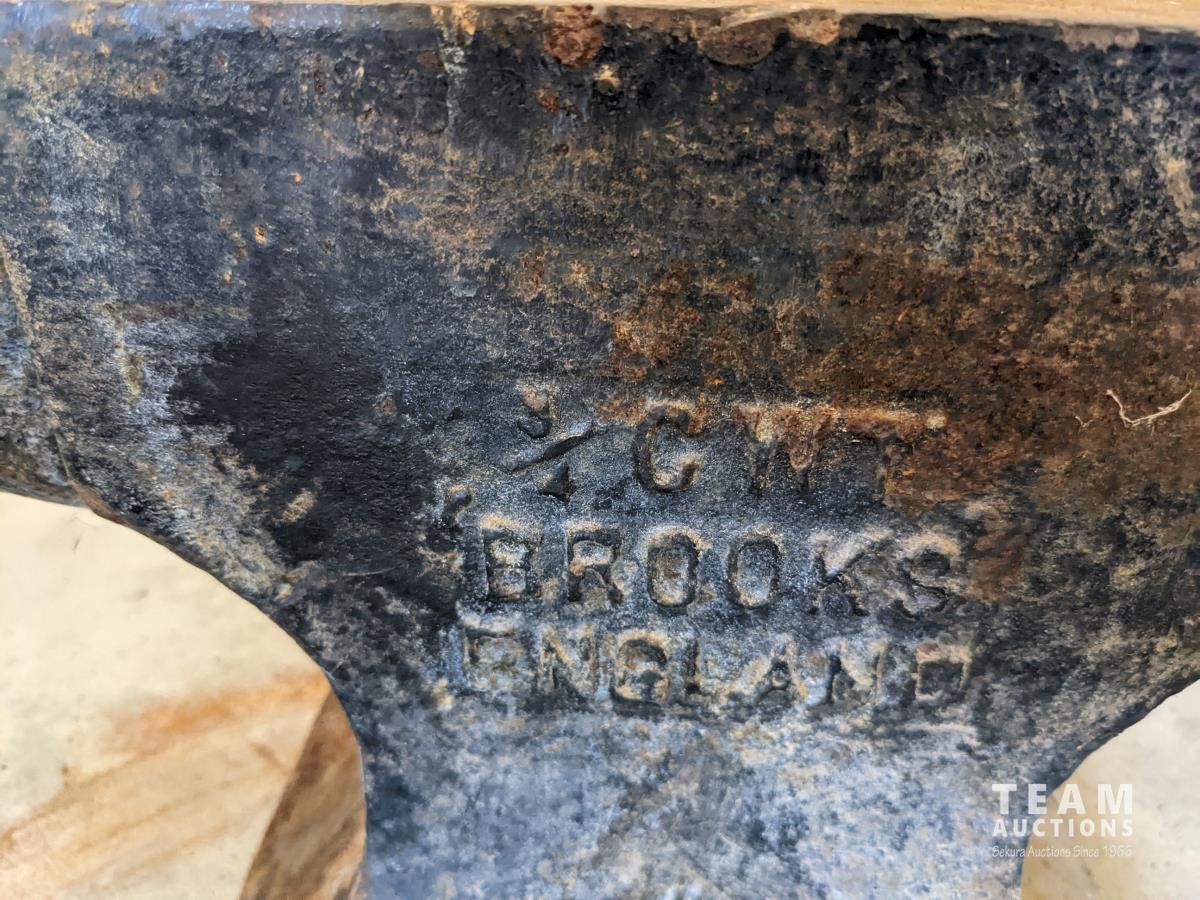 3/4 CWT
BROOKS
ENGLAND
TEAM
AUCTIONS
Sekura Auctions Since 1966